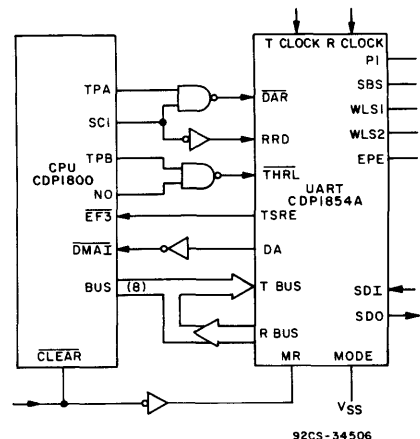 T CLOCK R CLOCK
PI
SBS
WLS1
WLS2
EPE
TPA
SC1
TPB
N0
EF3
DMAI
BUS
(8)
CLEAR
CPU
CDP1800
DAR
RRD
THRL
UART
CDP1854A
TSRE
DA
T BUS
R BUS
SDI
SDO
MR
MODE
VSS
92CS-34506